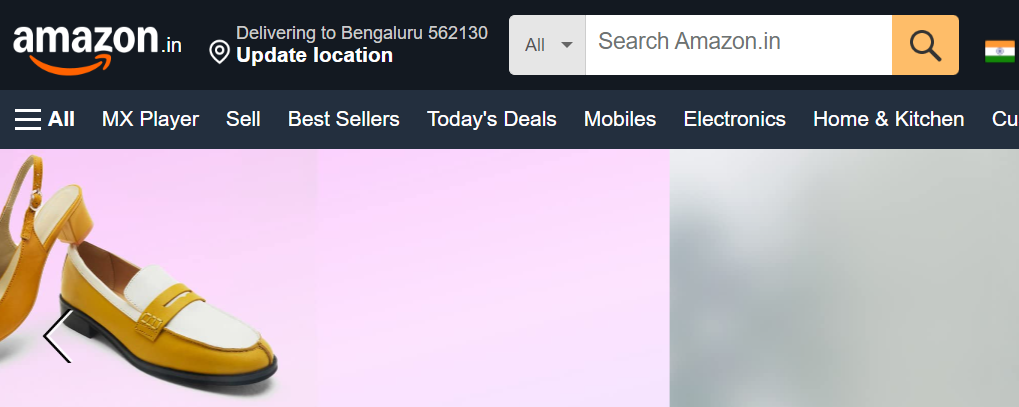 amazon.in
Delivering to Bengaluru 562130
Update location
All
Search Amazon.in
All MX Player Sell Best Sellers Today's Deals Mobiles Electronics Home & Kitchen Cu